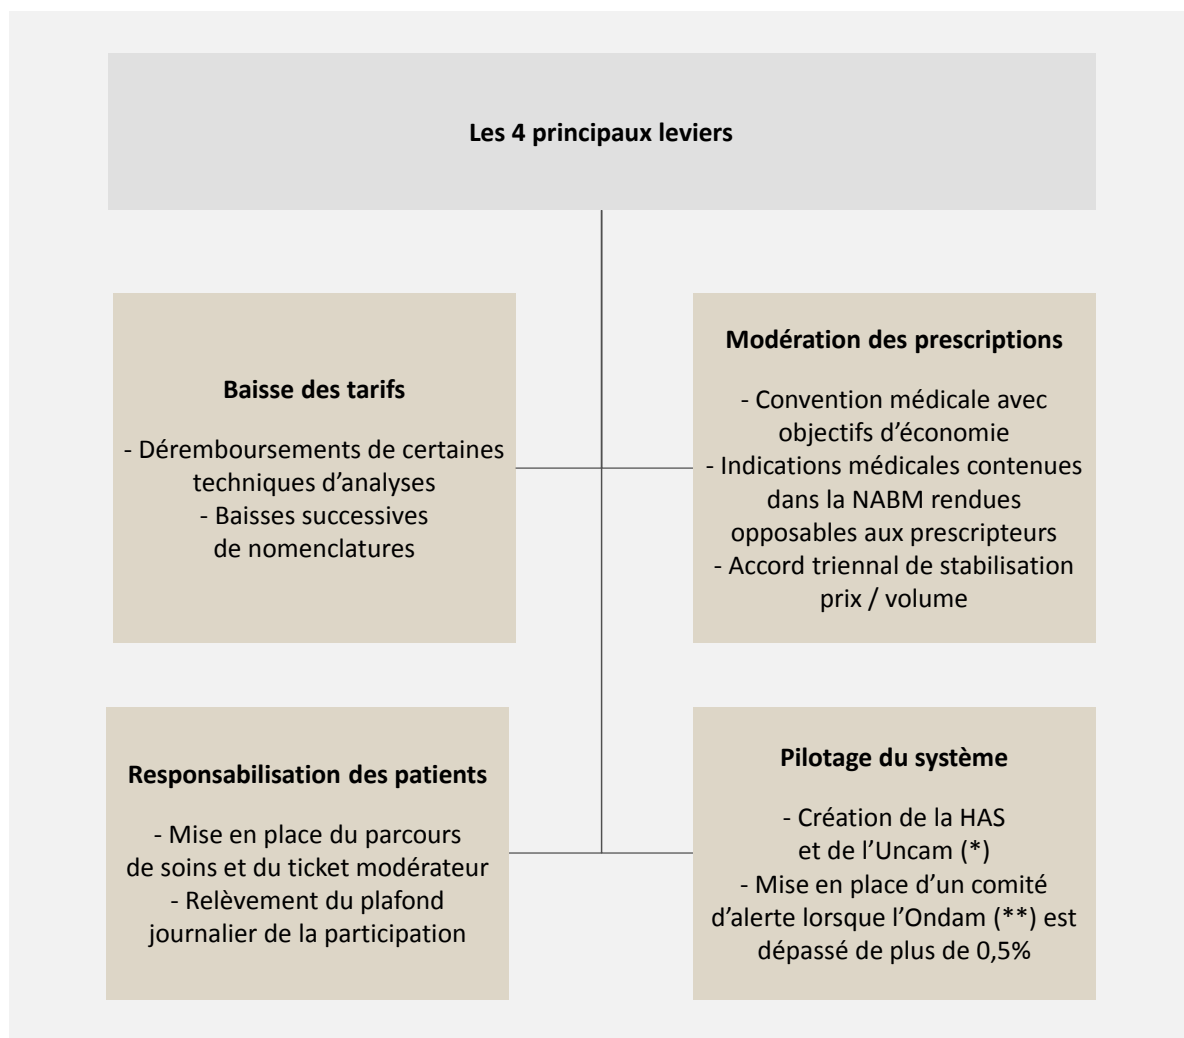 Les 4 principaux leviers
Baisse des tarifs
- Déremboursements de certaines
techniques d’analyses
- Baisses successives
de nomenclatures
Modération des prescriptions
- Convention médicale avec
objectifs d’économie
- Indications médicales contenues
dans la NABM rendues
opposables aux prescripteurs
- Accord triennal de stabilisation
prix / volume
Responsabilisation des patients
- Mise en place du parcours
de soins et du ticket modérateur
- Relèvement du plafond
journalier de la participation
Pilotage du système
- Création de la HAS
et de l’Uncam (*)
- Mise en place d’un comité
d’alerte lorsque l’Ondam (**) est
dépassé de plus de 0,5%